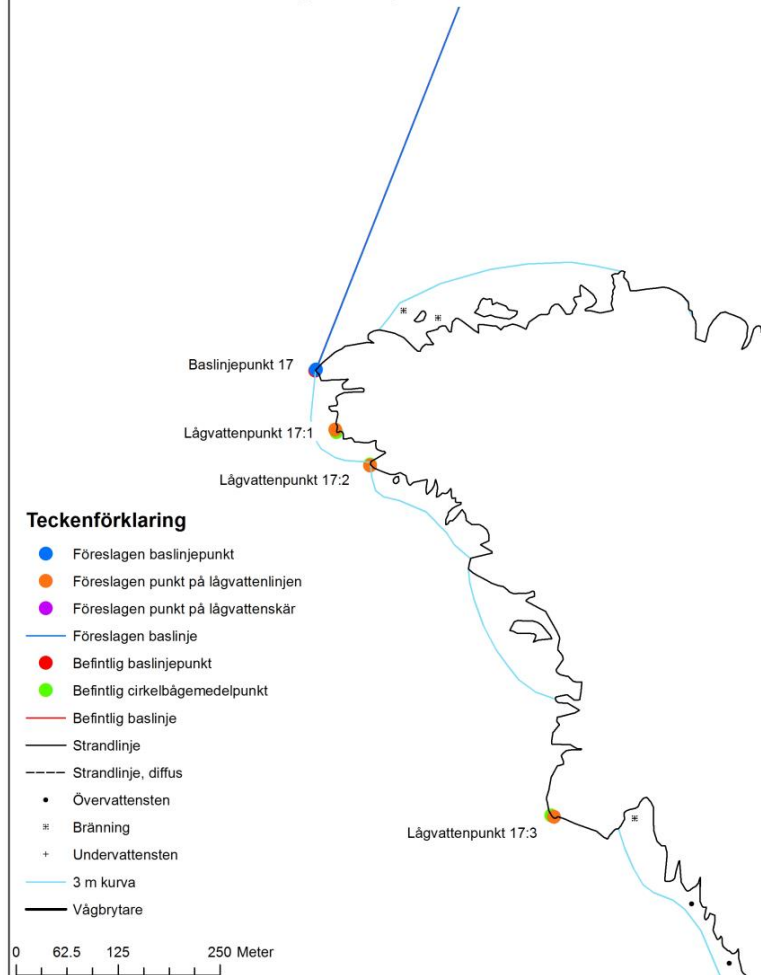 Baslinjepunkt 17
Lågvattenpunkt 17:1
Lågvattenpunkt 17:2
Teckenförklaring
Föreslagen baslinjepunkt
Föreslagen punkt på lågvattenlinjen
Föreslagen punkt på lågvattenskär
Föreslagen baslinje
Befintlig baslinjepunkt
Befintlig cirkelbågemedelpunkt
Befintlig baslinje
Strandlinje
Strandlinje, diffus
Övervattensten
Bränning
Undervattensten
3 m kurva
Vågbrytare
Lågvattenpunkt 17:3
0 62.5 125 250 Meter